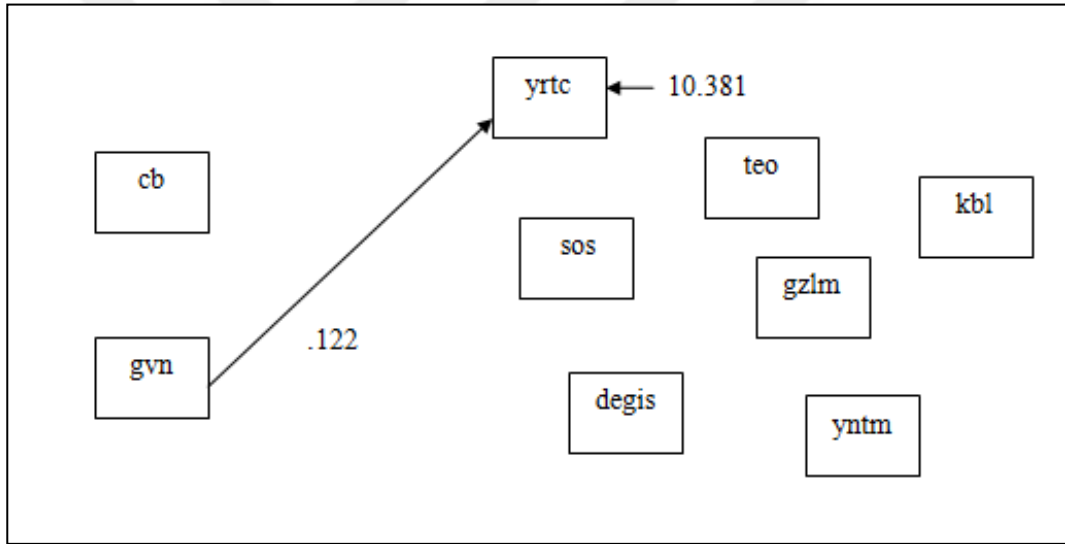 yrtc
10.381
teo
cb
kbl
sos
gzlm
.122
gvn
degis
yntm